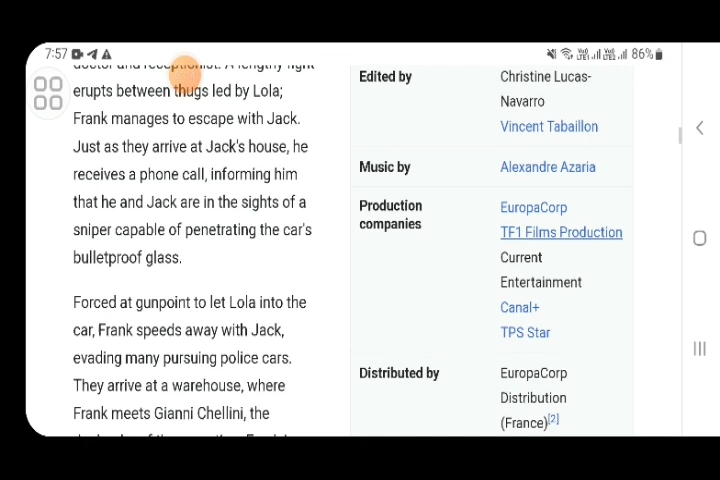 7:57
86%
doctor and receptionist. A lengthy fight
erupts between thugs led by Lola;
Frank manages to escape with Jack.
Just as they arrive at Jack's house, he
receives a phone call, informing him
that he and Jack are in the sights of a
sniper capable of penetrating the car's
bulletproof glass.
Forced at gunpoint to let Lola into the
car, Frank speeds away with Jack,
evading many pursuing police cars.
They arrive at a warehouse, where
Frank meets Gianni Chellini, the
Edited by
Christine Lucas-
Navarro
Vincent Tabaillon
Music by
Alexandre Azaria
Production
companies
EuropaCorp
TF1 Films Production
Current
Entertainment
Canal+
TPS Star
Distributed by
EuropaCorp
Distribution
(France)[2]